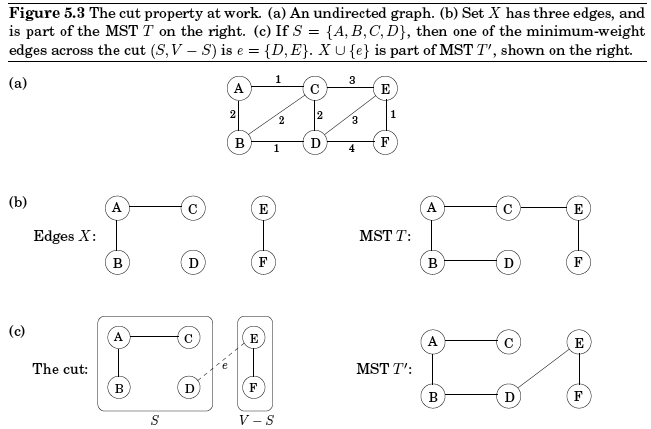 Figure 5.3 The cut property at work. (a) An undirected graph. (b) Set X has three edges, and
is part of the MST T on the right. (c) If S = {A, B, C, D}, then one of the minimum-weight
edges across the cut (S, V − S) is e = {D, E}. X ∪ {e} is part of MST T′, shown on the right.
(a)
A 1 C 3 E
2 2 2 3 1
B 1 D 4 F
(b)
A C E A C E
Edges X: MST T:
B D F B D F
(c)
A C E A C E
The cut: e MST T′:
B D F B D F
S V − S